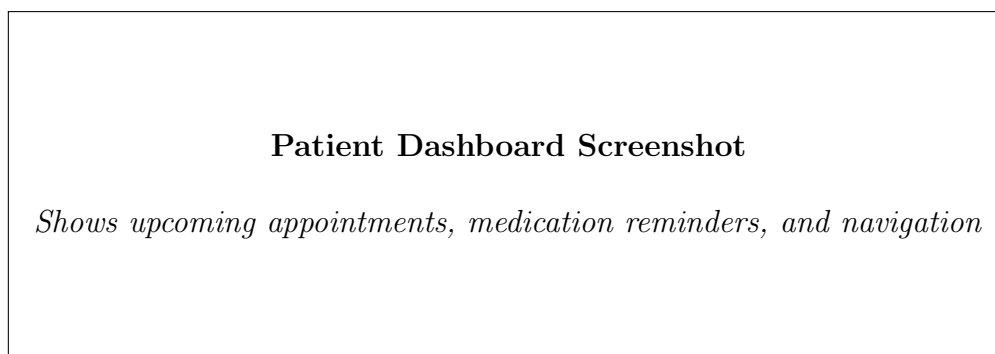 Patient Dashboard Screenshot
Shows upcoming appointments, medication reminders, and navigation